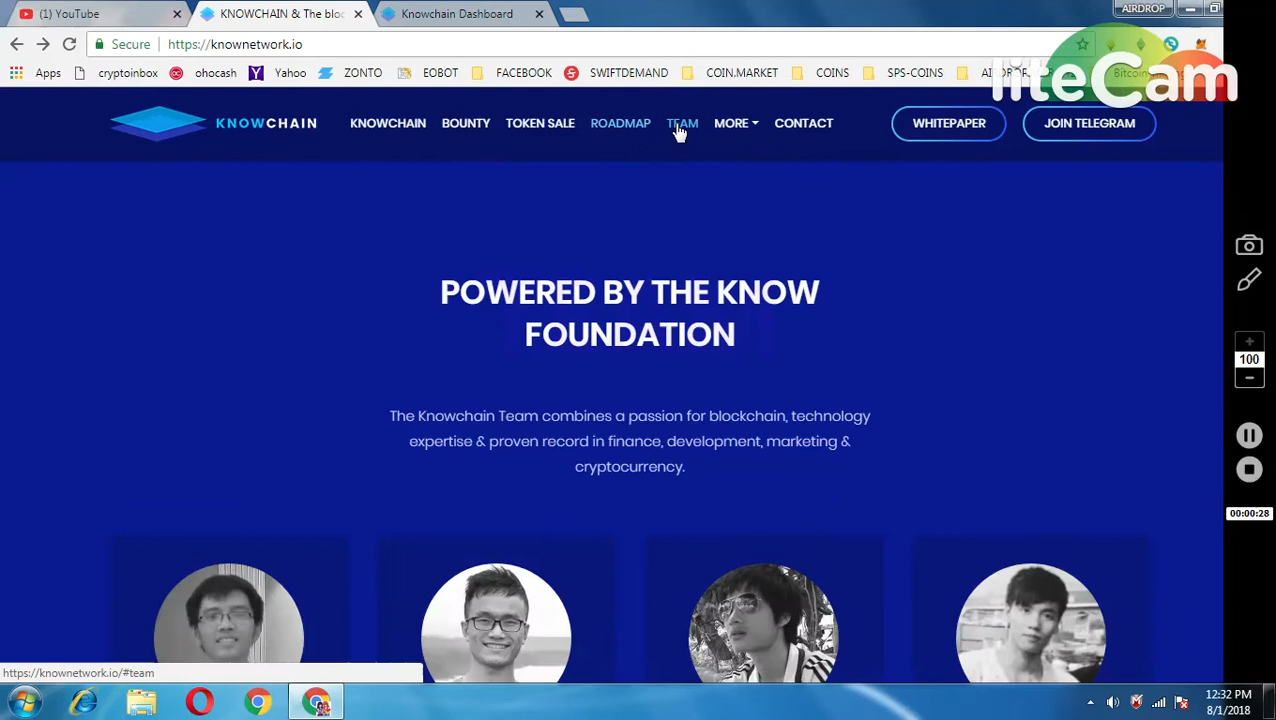 (1) YouTube
KNOWCHAIN & The bloc
Knowchain Dashboard
AIRDROP
Secure
https://knownetwork.io
Apps
cryptoinbox
ohocash
Yahoo
EOBOT
FACEBOOK
SWIFTDEMAND
COIN.MARKET
COINS
SPS-COINS
liteCam
KNOWCHAIN
KNOWCHAIN
BOUNTY
TOKEN SALE
ROADMAP
TEAM
MORE
CONTACT
WHITEPAPER
JOIN TELEGRAM
POWERED BY THE KNOW
FOUNDATION
The Knowchain Team combines a passion for blockchain, technology
expertise & proven record in finance, development, marketing &
cryptocurrency.
100
00:00:28
https://knownetwork.io/#team
12:32 PM
8/1/2018